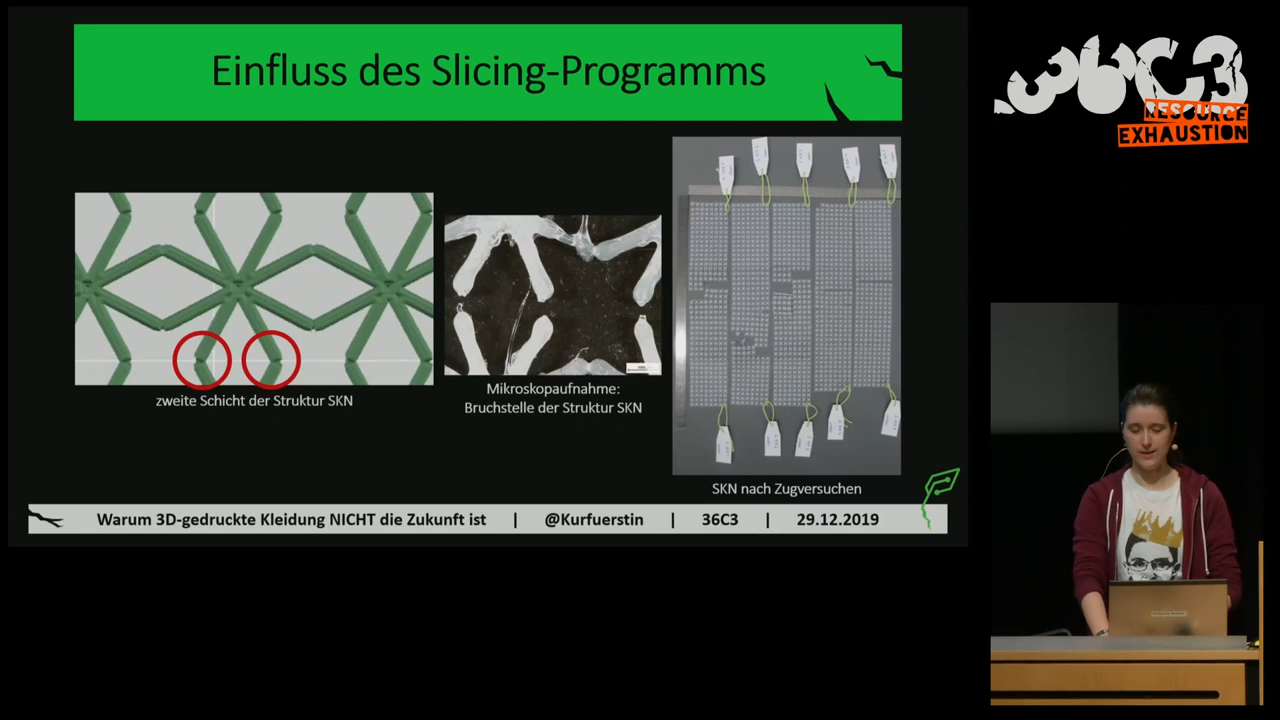 Einfluss des Slicing-Programms
36C3
RESOURCE
EXHAUSTION
zweite Schicht der Struktur SKN
Mikroskopaufnahme:
Bruchstelle der Struktur SKN
SKN nach Zugversuchen
Warum 3D-gedruckte Kleidung NICHT die Zukunft ist | @Kurfuerstin | 36C3 | 29.12.2019